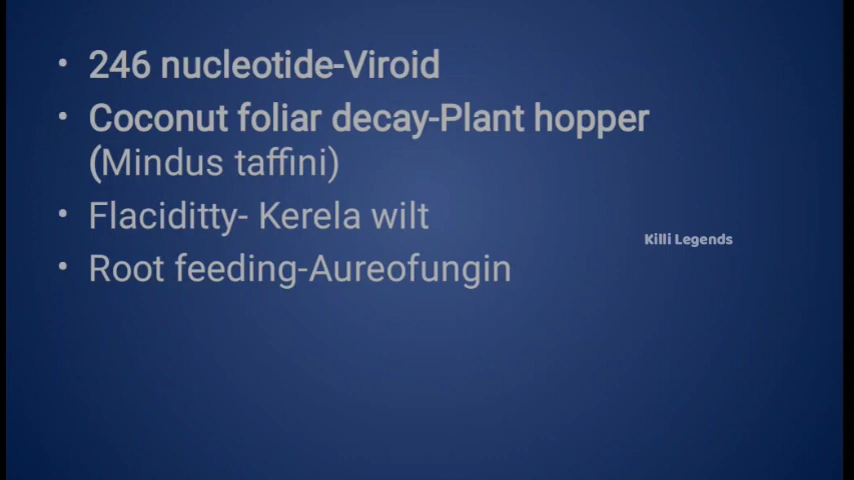 • 246 nucleotide-Viroid
• Coconut foliar decay-Plant hopper
(Mindus taffini)
• Flaciditty- Kerela wilt
Killi Legends
• Root feeding-Aureofungin